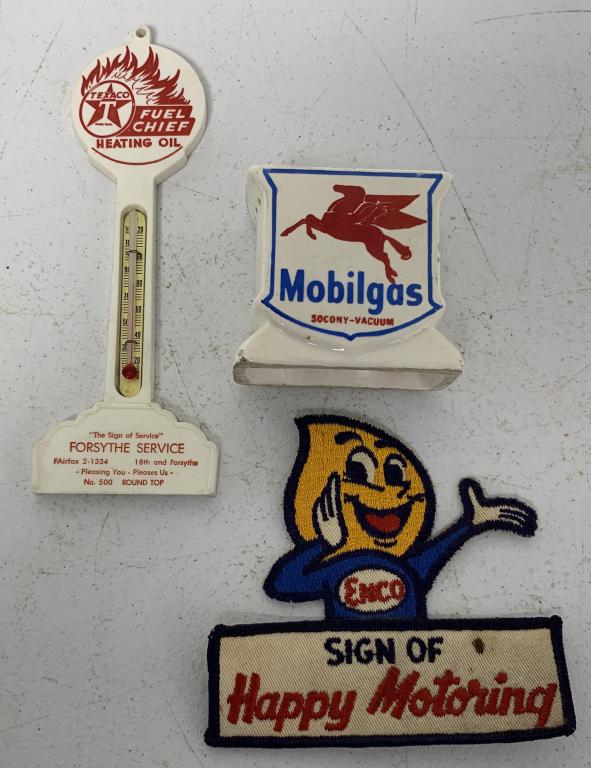 TEXACO
T
FUEL
CHIEF
HEATING OIL
"The Sign of Service"
FORSYTHE SERVICE
FAirfax 2-1334 18th and Forsythe
- Pleasing You - Pleases Us -
No. 500 ROUND TOP
Mobilgas
SOCONY-VACUUM
ENCO
SIGN OF
Happy Motoring